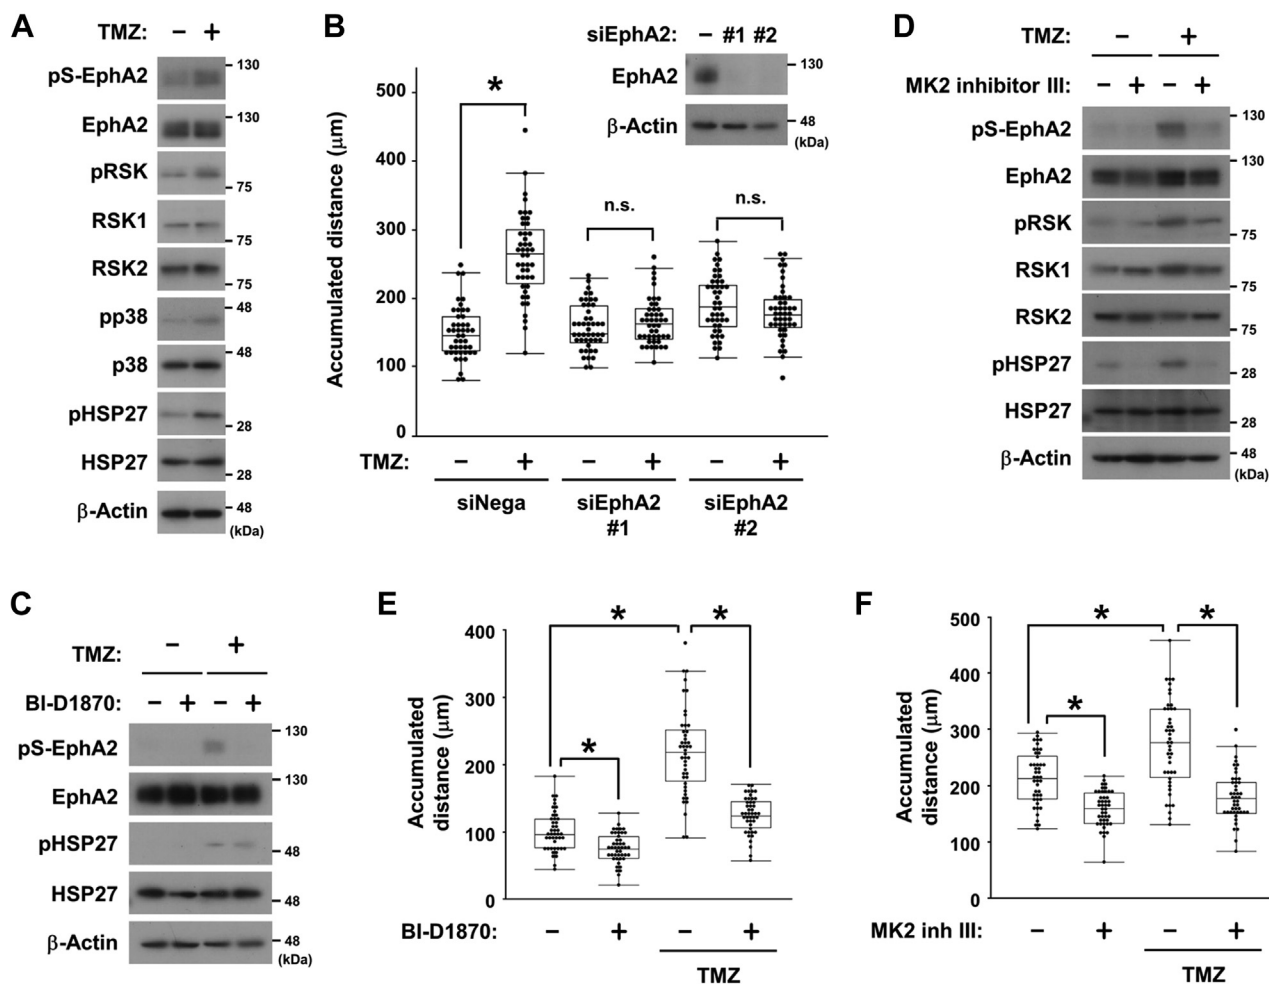 A
TMZ: − +
pS-EphA2 130
EphA2 130
pRSK 75
RSK1 75
RSK2 75
pp38 48
p38 48
pHSP27 28
HSP27 28
β-Actin 48
(kDa)
B
siEphA2: − #1 #2
EphA2 130
β-Actin 48
(kDa)
Accumulated distance (μm)
500
400
300
200
100
0
* n.s. n.s.
TMZ: − + − + − +
siNega siEphA2 siEphA2
#1 #2
D
TMZ: − +
MK2 inhibitor III: − + − +
pS-EphA2 130
EphA2 130
pRSK 75
RSK1 75
RSK2 75
pHSP27 28
HSP27 28
β-Actin 48
(kDa)
C
TMZ: − +
BI-D1870: − + − +
pS-EphA2 130
EphA2 130
pHSP27 48
HSP27 48
β-Actin 48
(kDa)
E
Accumulated
distance (μm)
400
300
200
100
0
* * *
BI-D1870: − + − +
TMZ
F
Accumulated
distance (μm)
500
400
300
200
100
0
* * *
MK2 inh III: − + − +
TMZ